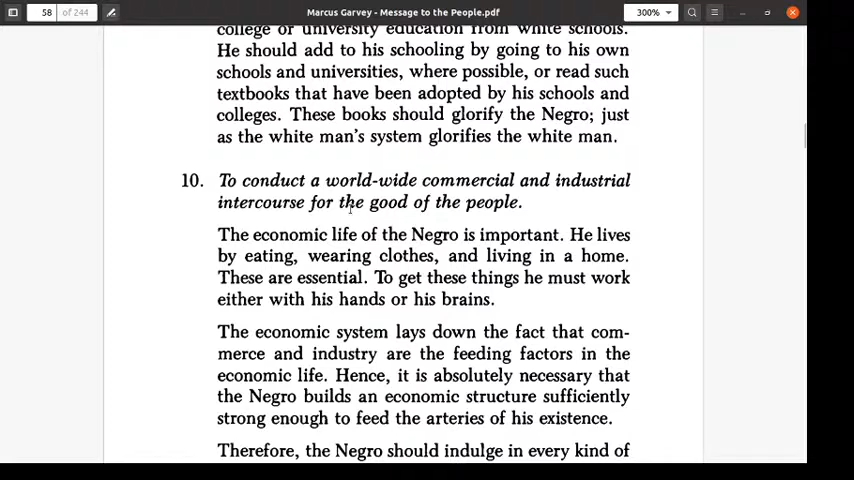 58 of 244
Marcus Garvey - Message to the People.pdf
300%
college or university education from white schools.
He should add to his schooling by going to his own
schools and universities, where possible, or read such
textbooks that have been adopted by his schools and
colleges. These books should glorify the Negro; just
as the white man's system glorifies the white man.
10. To conduct a world-wide commercial and industrial
intercourse for the good of the people.
The economic life of the Negro is important. He lives
by eating, wearing clothes, and living in a home.
These are essential. To get these things he must work
either with his hands or his brains.
The economic system lays down the fact that com-
merce and industry are the feeding factors in the
economic life. Hence, it is absolutely necessary that
the Negro builds an economic structure sufficiently
strong enough to feed the arteries of his existence.
Therefore, the Negro should indulge in every kind of